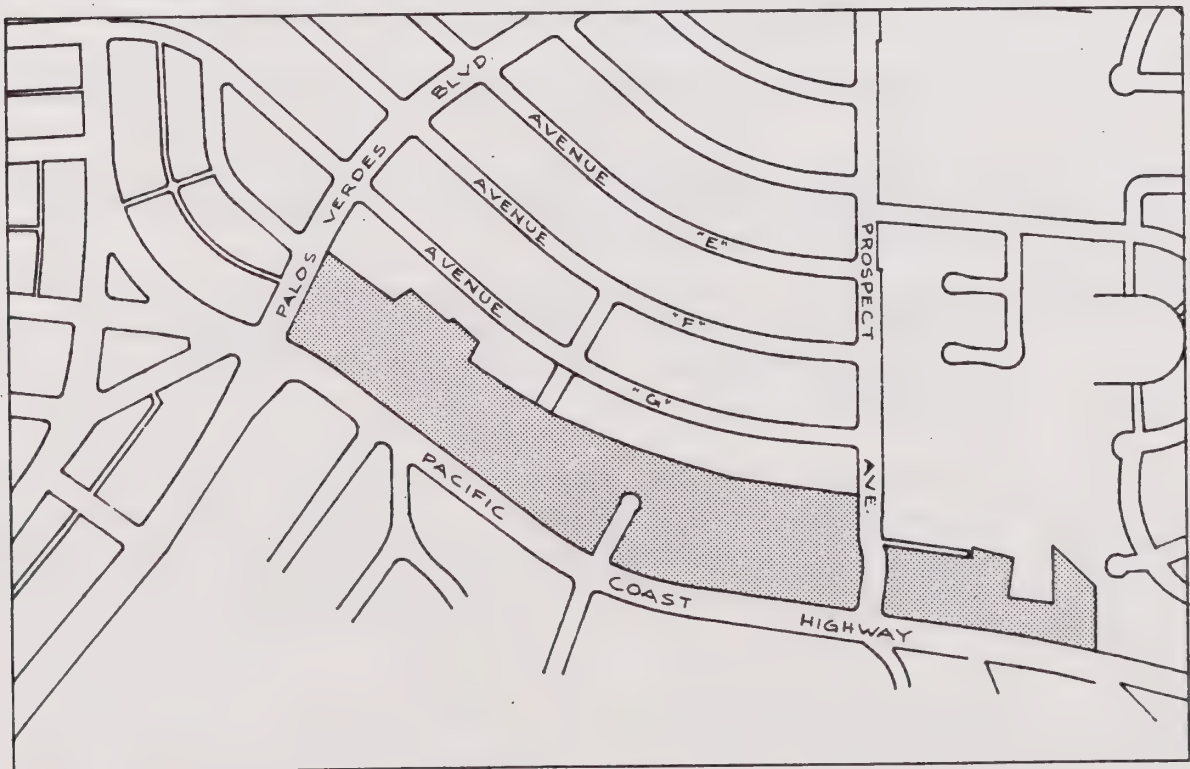 PALOS VERDES BLVD.
AVENUE "E"
AVENUE "F"
AVENUE "G"
PROSPECT AVE.
PACIFIC COAST HIGHWAY